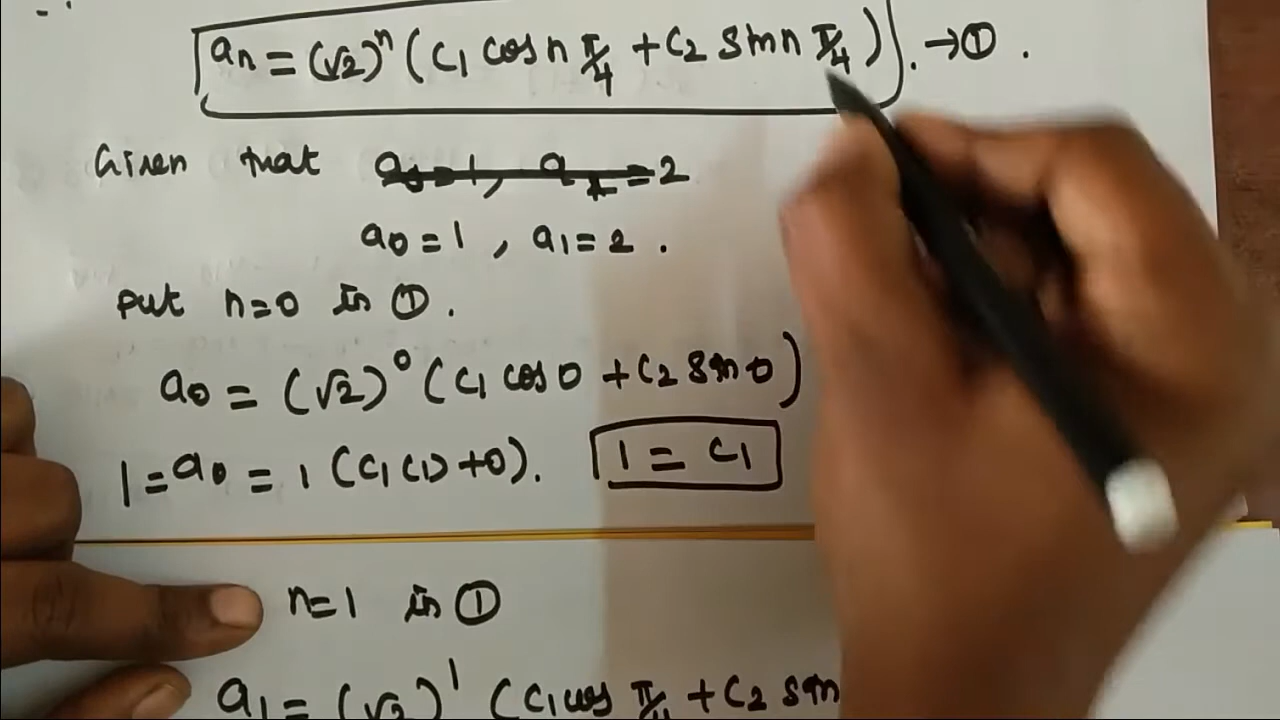 an = (√2)ⁿ (C1 cos n π/4 + C2 sin n π/4). → ①.
Given that a0=1, a1=2
a0 = 1, a1 = 2.
Put n=0 in ①.
a0 = (√2)⁰ (C1 cos 0 + C2 sin 0)
1 = a0 = 1 (C1 (1) + 0). 1 = C1
n=1 in ①
a1 = (√2)¹ (C1 cos π/4 + C2 sin